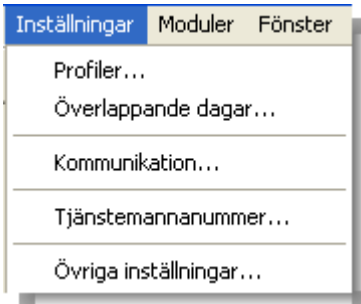 Inställningar Moduler Fönster
Profiler...
Överlappande dagar...
Kommunikation...
Tjänstemannanummer...
Övriga inställningar...